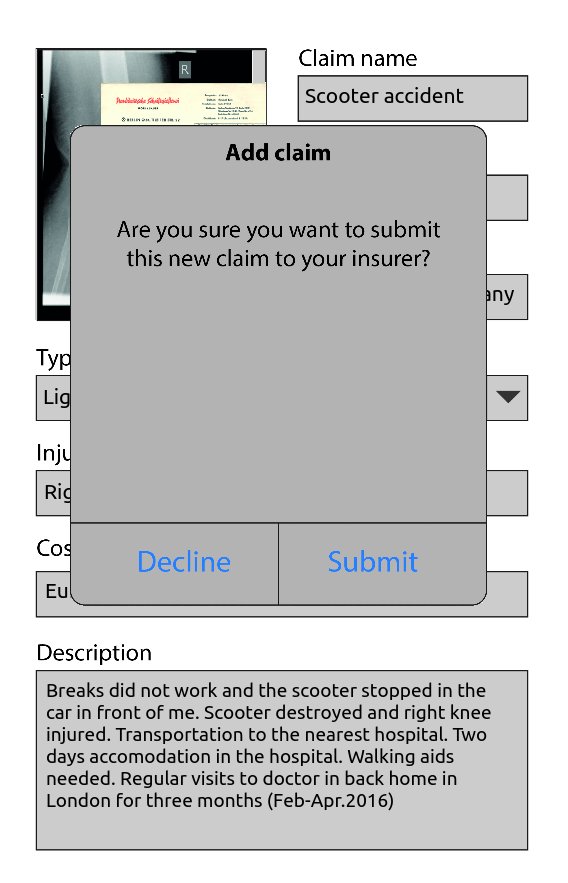 Claim name
R
Scooter accident
Add claim
Are you sure you want to submit
this new claim to your insurer?
any
Typ
Lig
Inju
Rig
Cos
Eu
Decline
Submit
Description
Breaks did not work and the scooter stopped in the
car in front of me. Scooter destroyed and right knee
injured. Transportation to the nearest hospital. Two
days accomodation in the hospital. Walking aids
needed. Regular visits to doctor in back home in
London for three months (Feb-Apr.2016)